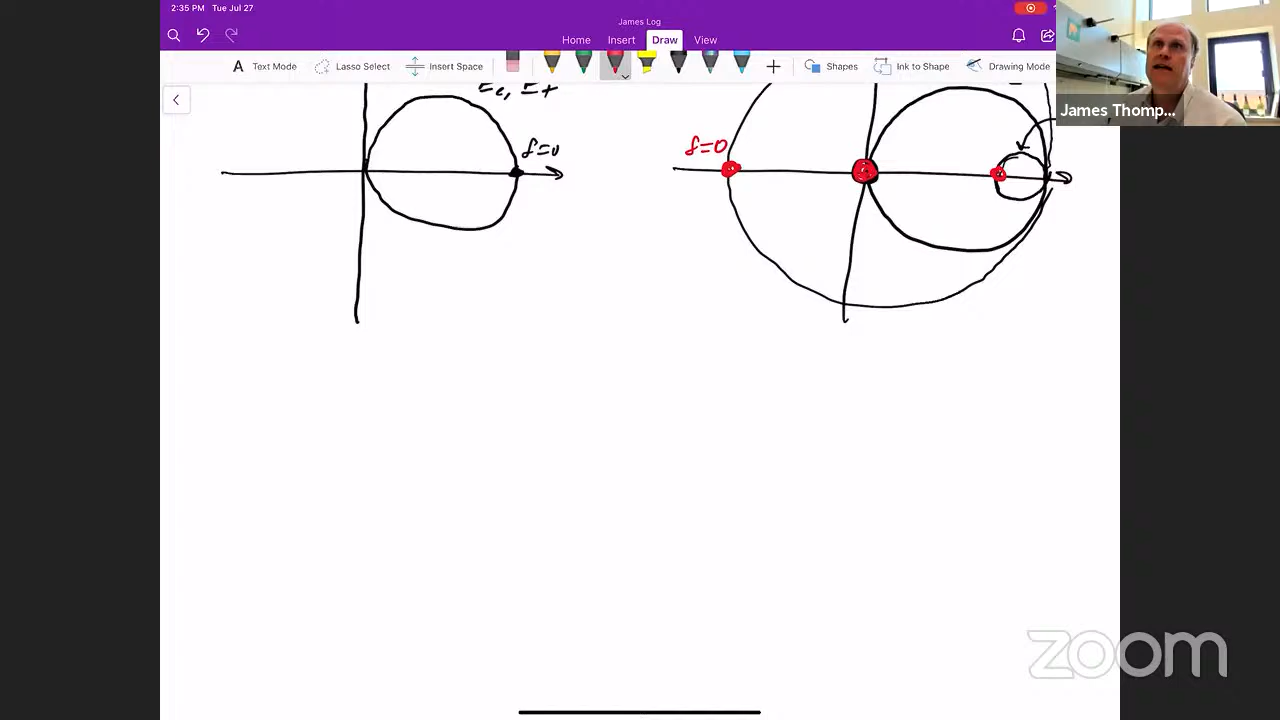 2:35 PM Tue Jul 27
James Log
Home Insert Draw View
Text Mode Lasso Select Insert Space Shapes Ink to Shape Drawing Mode
James Thomp...
f=0
f=0
zoom